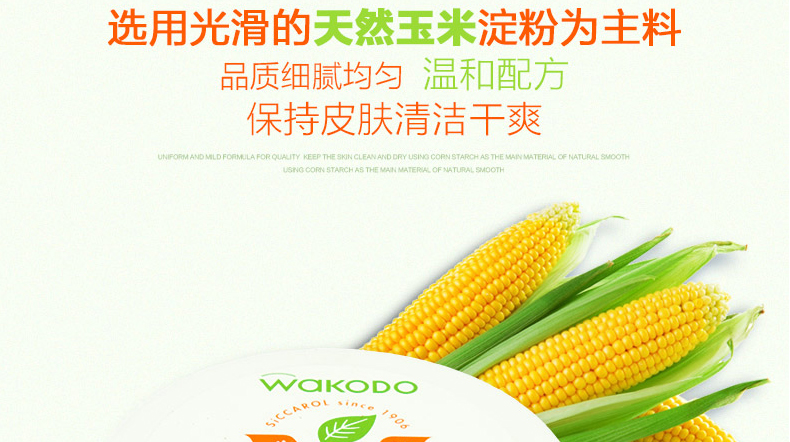 选用光滑的天然玉米淀粉为主料
品质细腻均匀 温和配方
保持皮肤清洁干爽
UNIFORM AND MILD FORMULA FOR QUALITY KEEP THE SKIN CLEAN AND DRY USING CORN STARCH AS THE MAIN MATERIAL OF NATURAL SMOOTH
USING CORN STARCH AS THE MAIN MATERIAL OF NATURAL SMOOTH
WAKODO
SiCCAROL since 1906